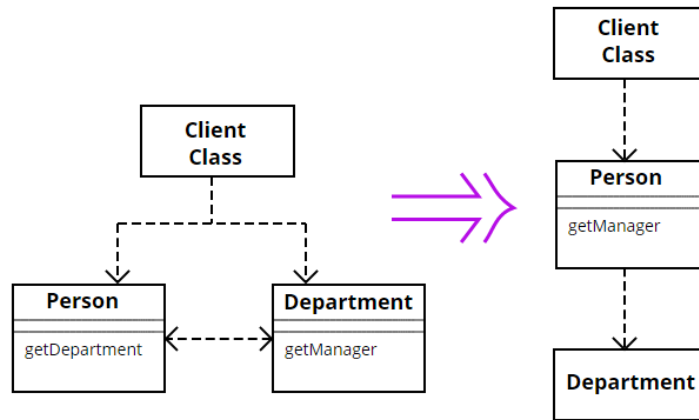 Client
Class
Person
getDepartment
Department
getManager
Client
Class
Person
getManager
Department